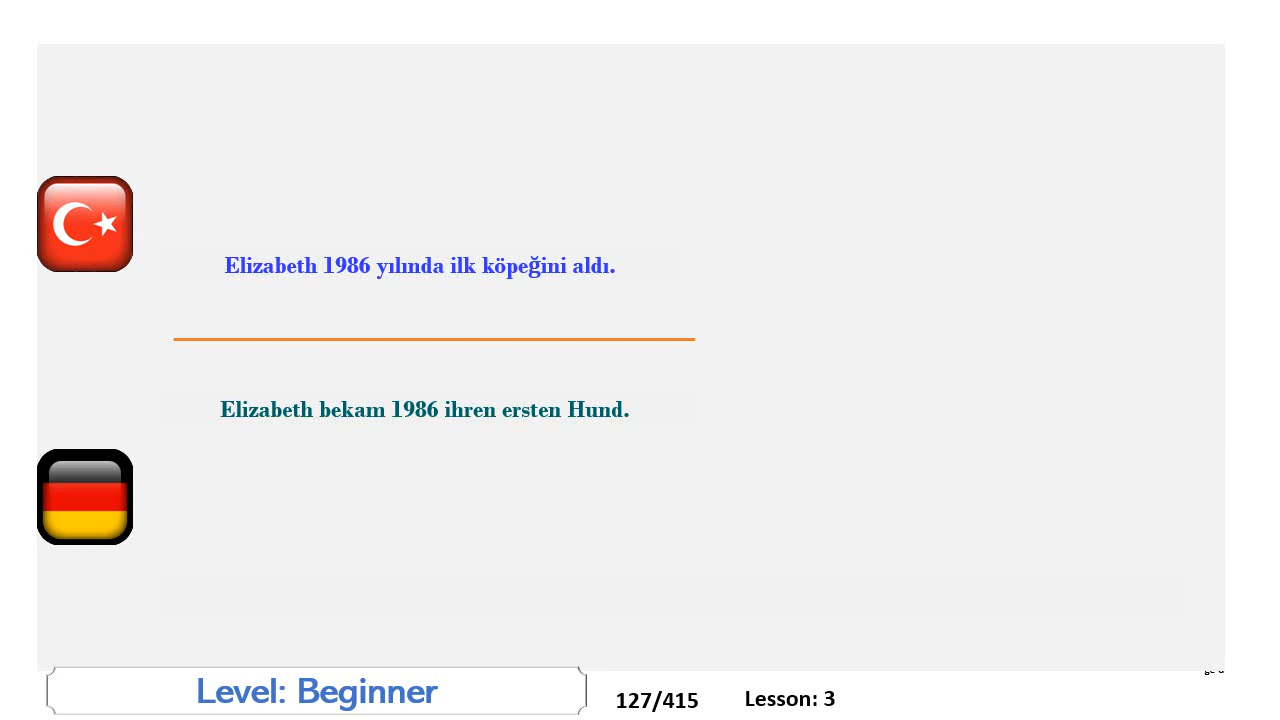 Elizabeth 1986 yılında ilk köpeğini aldı.
Elizabeth bekam 1986 ihren ersten Hund.
Level: Beginner
127/415
Lesson: 3